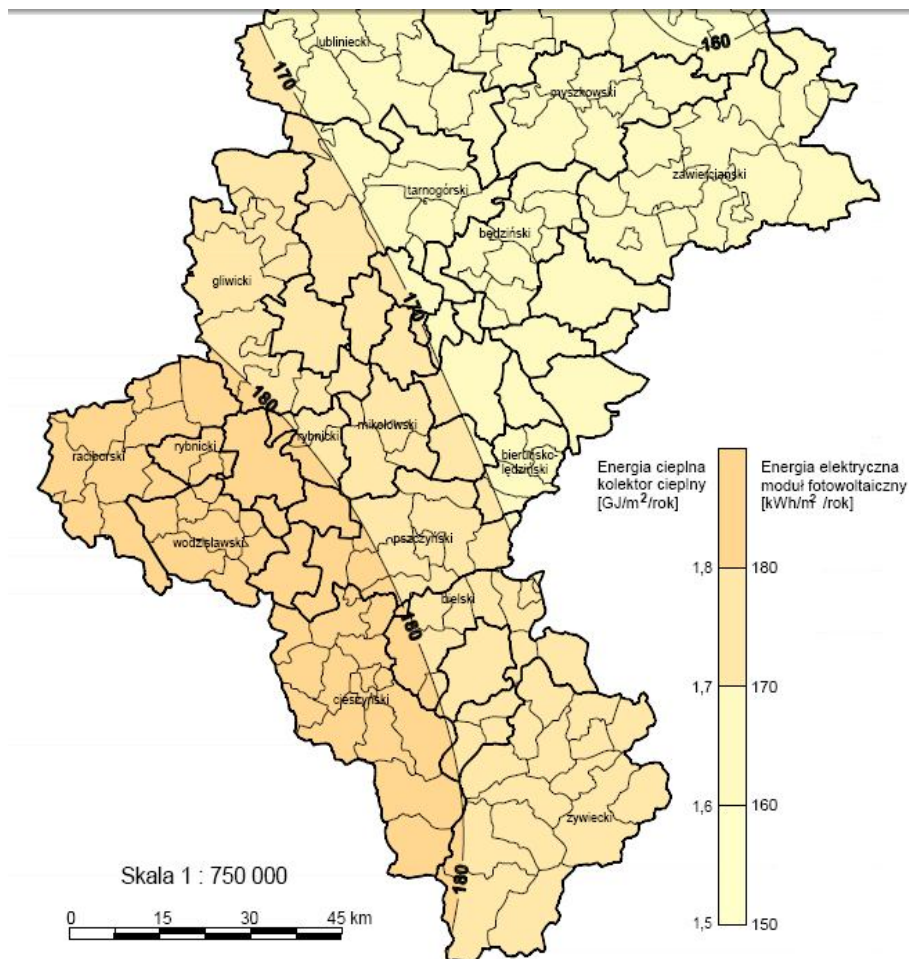 lubliniecki
160
170
myszkowski
zawierciański
tarnogórski
będziński
gliwicki
170
180
rybnicki
mikołowski
raciborski
rybnicki
bieruńsko-
lędziński
wodzisławski
pszczyński
bielski
180
cieszyński
żywiecki
180
Energia cieplna
kolektor cieplny
[GJ/m²/rok]
Energia elektryczna
moduł fotowoltaiczny
[kWh/m² /rok]
1,8 180
1,7 170
1,6 160
1,5 150
Skala 1 : 750 000
0 15 30 45 km